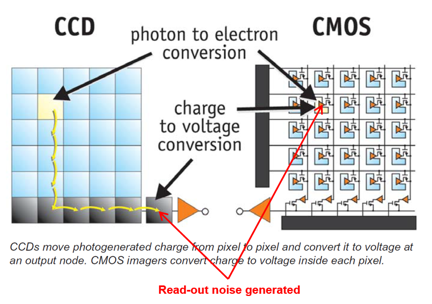 CCD
CMOS
photon to electron
conversion
charge
to voltage
conversion
CCDs move photogenerated charge from pixel to pixel and convert it to voltage at
an output node. CMOS imagers convert charge to voltage inside each pixel.
Read-out noise generated